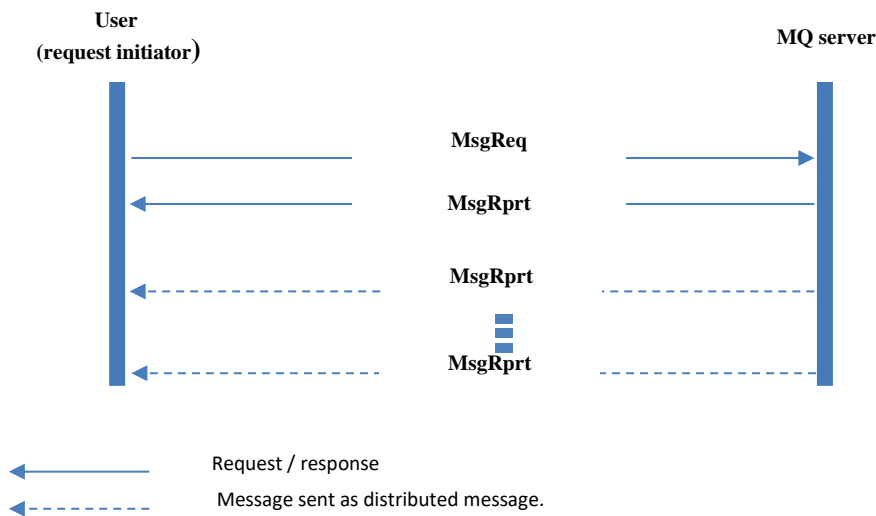 User
(request initiator)
MQ server
MsgReq
MsgRprt
MsgRprt
MsgRprt
Request / response
Message sent as distributed message.